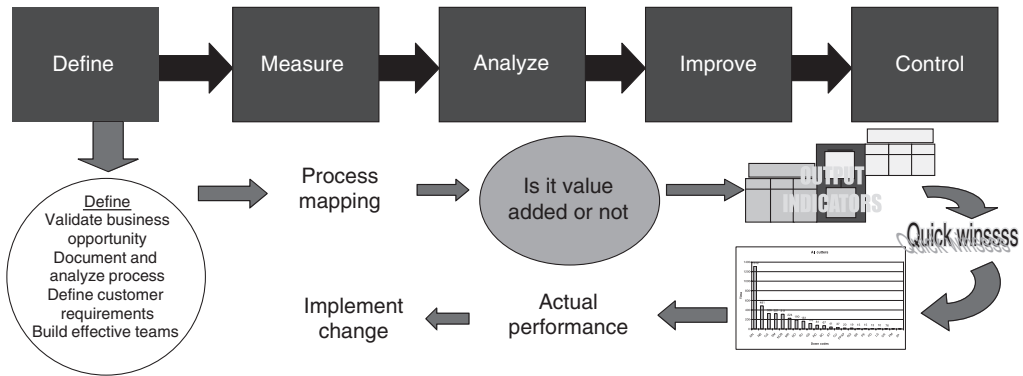 Define
Measure
Analyze
Improve
Control
Define
Validate business
opportunity
Document and
analyze process
Define customer
requirements
Build effective teams
Process
mapping
Is it value
added or not
OUTPUT
INDICATORS
Quick winssss
Implement
change
Actual
performance